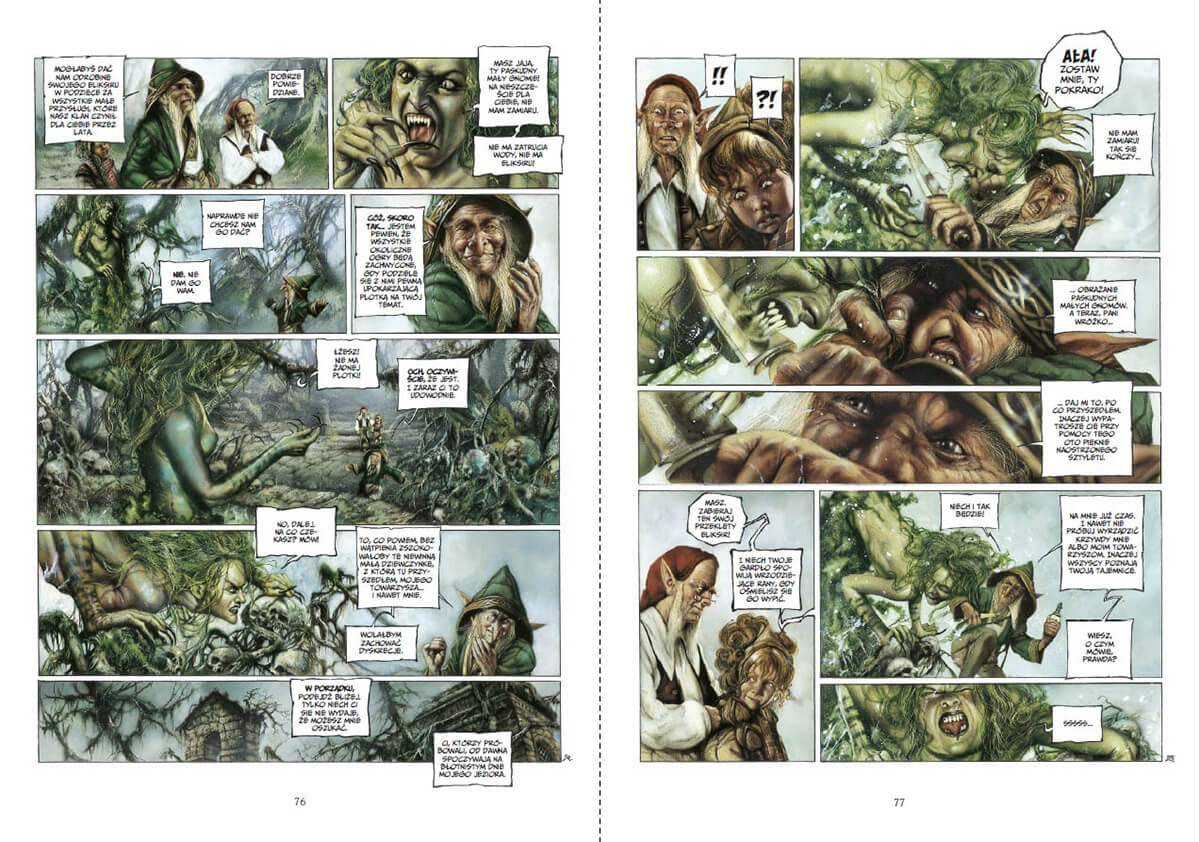 MOGŁABYŚ DAĆ
NAM ODROBINĘ
SWOJEGO ELIKSIRU
W PODZIĘCE ZA
WSZYSTKIE MAŁE
PRZYSŁUGI, KTÓRE
NASZ KLAN CZYNIŁ
DLA CIEBIE PRZEZ
LATA.
DOBRZE
POWIE-
DZIANE.
MASZ JAJA,
TY PASKUDNY
MAŁY GNOMIE!
NA NIESZCZĘ-
ŚCIE DLA
CIEBIE, NIE
MAM ZAMIARU.
NIE MA ZATRUCIA
WODY, NIE MA
ELIKSIRU!
NAPRAWDĘ NIE
CHCESZ NAM
GO DAĆ?
NIE, NIE
DAM GO
WAM.
CÓŻ, SKORO
TAK... JESTEM
PEWIEN, ŻE
WSZYSTKIE
OKOLICZNE
OGRY BĘDĄ
ZACHWYCONE,
GDY PODZIELĘ
SIĘ Z NIMI PEWNĄ
UPOKARZAJĄCĄ
PLOTKĄ NA TWÓJ
TEMAT.
ŁŻESZ!
NIE MA
ŻADNEJ
PLOTKI!
OCH, OCZYWI-
ŚCIE, ŻE JEST.
I ZARAZ CI TO
UDOWODNIĘ.
NO, DALEJ,
NA CO CZE-
KASZ? MÓW!
TO, CO POWIEM, BEZ
WĄTPIENIA ZSZOKO-
WAŁOBY TĘ NIEWINNĄ
MAŁĄ DZIEWCZYNKĘ,
Z KTÓRĄ TU PRZY-
SZEDŁEM, MOJEGO
TOWARZYSZA...
... I NAWET MNIE.
WOLAŁBYM
ZACHOWAĆ
DYSKRECJĘ.
W PORZĄDKU,
PODEJDŹ BLIŻEJ.
TYLKO NIECH CI
SIĘ NIE WYDAJE,
ŻE MOŻESZ MNIE
OSZUKAĆ.
CI, KTÓRZY PRÓ-
BOWALI, OD DAWNA
SPOCZYWAJĄ NA
BŁOTNISTYM DNIE
MOJEGO JEZIORA.
76
!!
?!
AŁA!
ZOSTAW
MNIE, TY
POKRAKO!
NIE MAM
ZAMIARU!
TAK SIĘ
KOŃCZY...
... OBRAŻANIE
PASKUDNYCH
MAŁYCH GNOMÓW.
A TERAZ, PANI
WRÓŻKO...
... DAJ MI TO, PO
CO PRZYSZEDŁEM.
INACZEJ WYPA-
TROSZĘ CIĘ PRZY
POMOCY TEGO
OTO PIĘKNIE
NAOSTRZONEGO
SZTYLETU.
MASZ.
ZABIERAJ
TEN SWÓJ
PRZEKLĘTY
ELIKSIR!
I NIECH TWOJE
GARDŁO SPO-
WIJĄ WRZODZIE-
JĄCE RANY, GDY
OŚMIELISZ SIĘ
GO WYPIĆ.
NIECH I TAK
BĘDZIE!
NA MNIE JUŻ CZAS.
I NAWET NIE
PRÓBUJ WYRZĄDZIĆ
KRZYWDY MNIE
ALBO MOIM TOWA-
RZYSZOM. INACZEJ
WSZYSCY POZNAJĄ
TWOJĄ TAJEMNICĘ.
WIESZ,
O CZYM
MÓWIĘ,
PRAWDA?
SSSSS...
77